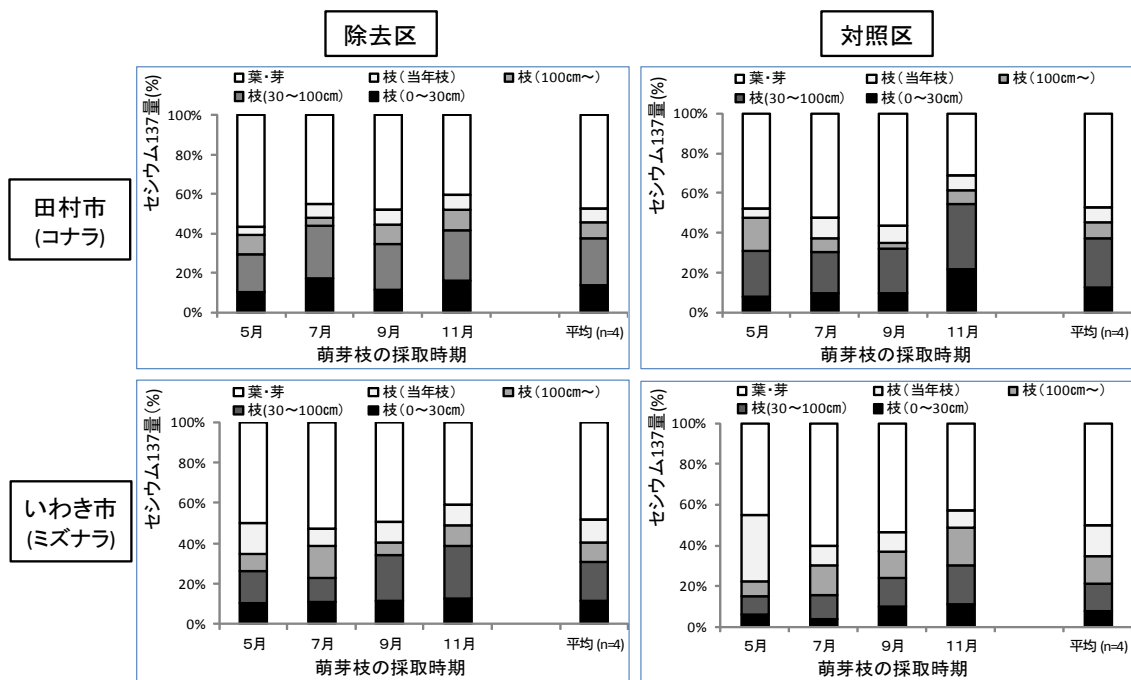 除去区
対照区
田村市
(コナラ)
セシウム137量(%)
葉・芽 枝(当年枝) 枝(100㎝~)
枝(30~100㎝) 枝(0~30㎝)
100%
80%
60%
40%
20%
0%
5月 7月 9月 11月 平均 (n=4)
萌芽枝の採取時期
セシウム137量(%)
葉・芽 枝(当年枝) 枝(100㎝~)
枝(30~100㎝) 枝(0~30㎝)
100%
80%
60%
40%
20%
0%
5月 7月 9月 11月 平均 (n=4)
萌芽枝の採取時期
いわき市
(ミズナラ)
セシウム137量(%)
葉・芽 枝(当年枝) 枝(100㎝~)
枝(30~100㎝) 枝(0~30㎝)
100%
80%
60%
40%
20%
0%
5月 7月 9月 11月 平均 (n=4)
萌芽枝の採取時期
セシウム137量(%)
葉・芽 枝(当年枝) 枝(100㎝~)
枝(30~100㎝) 枝(0~30㎝)
100%
80%
60%
40%
20%
0%
5月 7月 9月 11月 平均 (n=4)
萌芽枝の採取時期